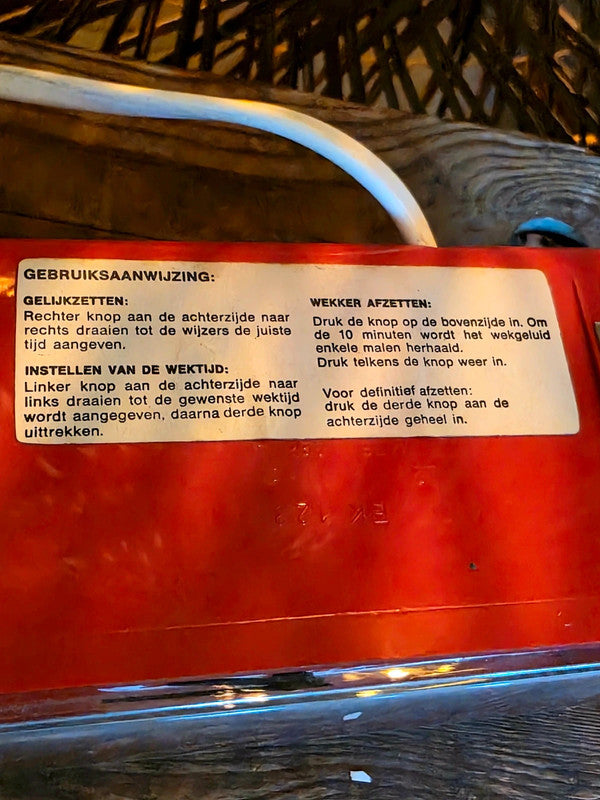 GEBRUIKSAANWIJZING:
GELIJKZETTEN:
Rechter knop aan de achterzijde naar
rechts draaien tot de wijzers de juiste
tijd aangeven.
INSTELLEN VAN DE WEKTIJD:
Linker knop aan de achterzijde naar
links draaien tot de gewenste wektijd
wordt aangegeven, daarna derde knop
uittrekken.
WEKKER AFZETTEN:
Druk de knop op de bovenzijde in. Om
de 10 minuten wordt het wekgeluid
enkele malen herhaald.
Druk telkens de knop weer in.
Voor definitief afzetten:
druk de derde knop aan de
achterzijde geheel in.